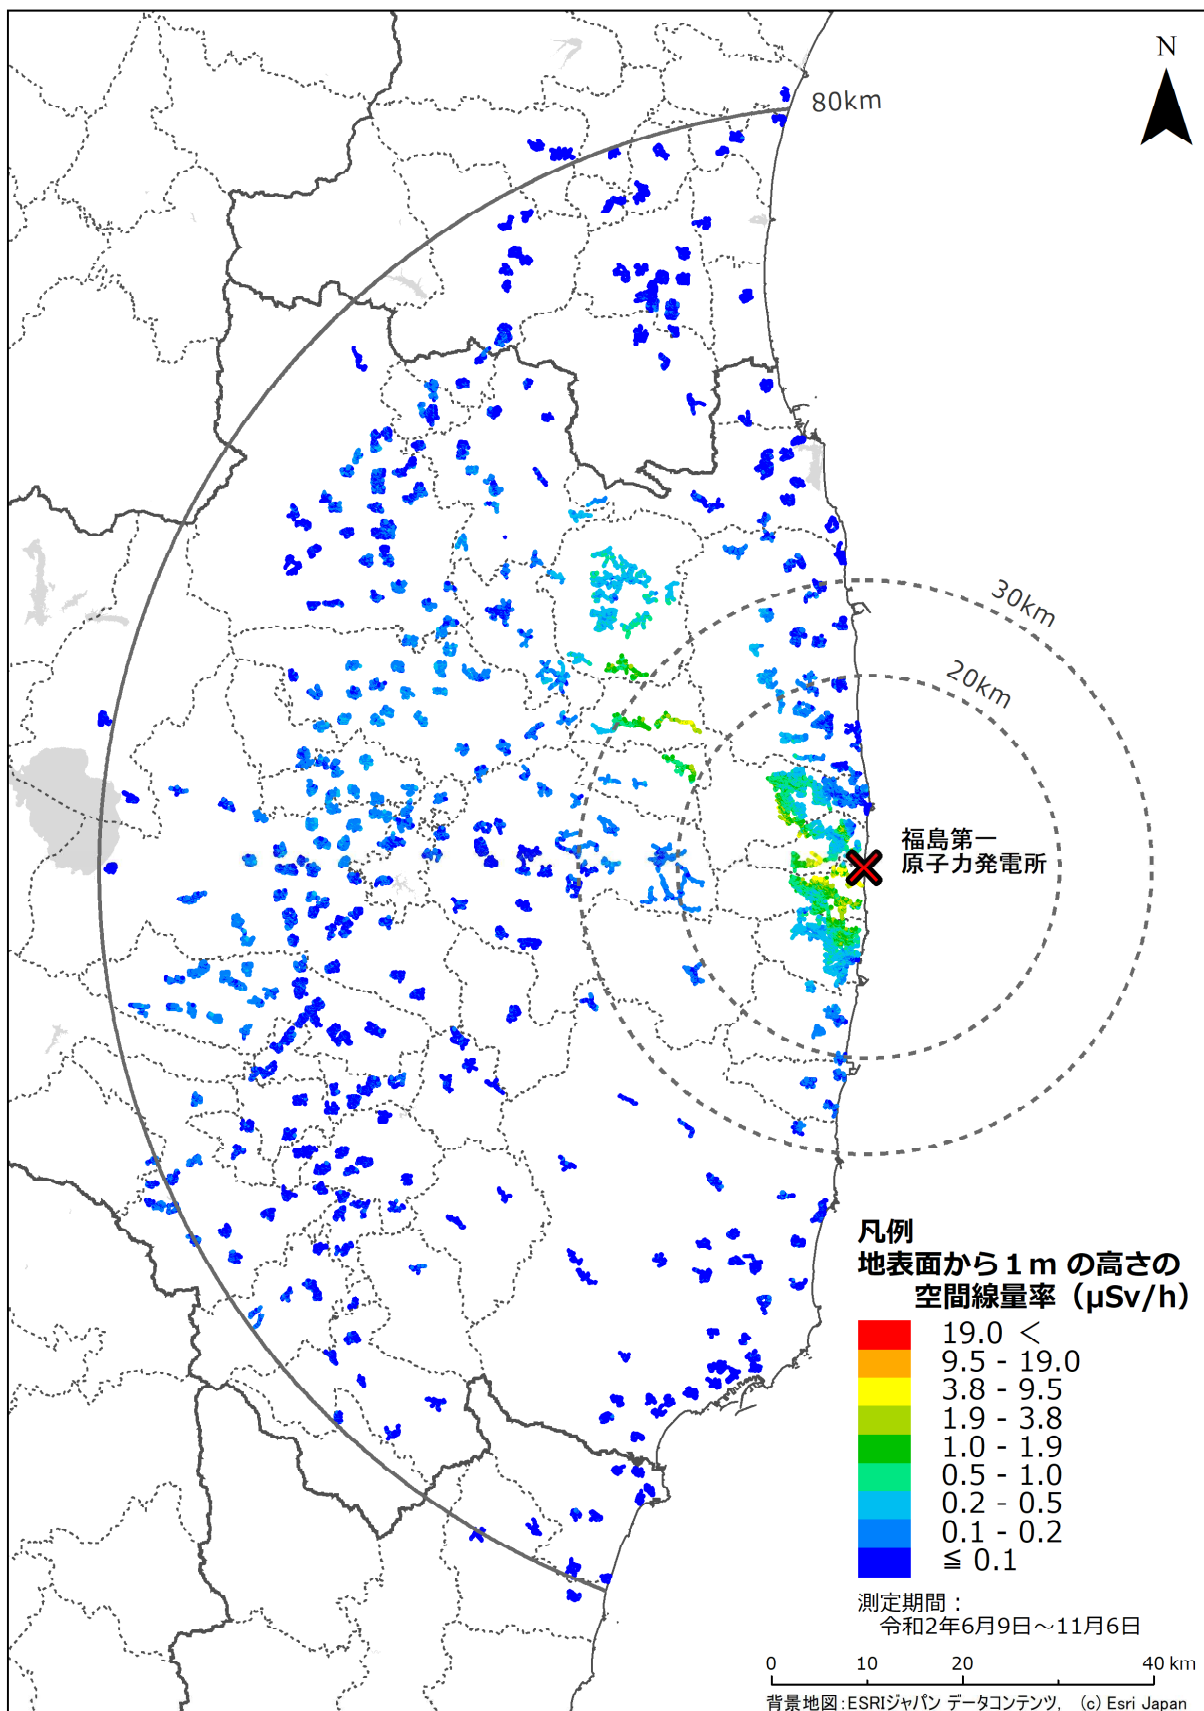 N
80km
30km
20km
福島第一
原子力発電所
凡例
地表面から１ｍ の高さの
空間線量率（μSv/h）
19.0 ＜
9.5 - 19.0
3.8 - 9.5
1.9 - 3.8
1.0 - 1.9
0.5 - 1.0
0.2 - 0.5
0.1 - 0.2
≦ 0.1
測定期間：
令和2年6月9日～11月6日
0 10 20 40 km
背景地図：ESRIジャパン データコンテンツ， (c) Esri Japan